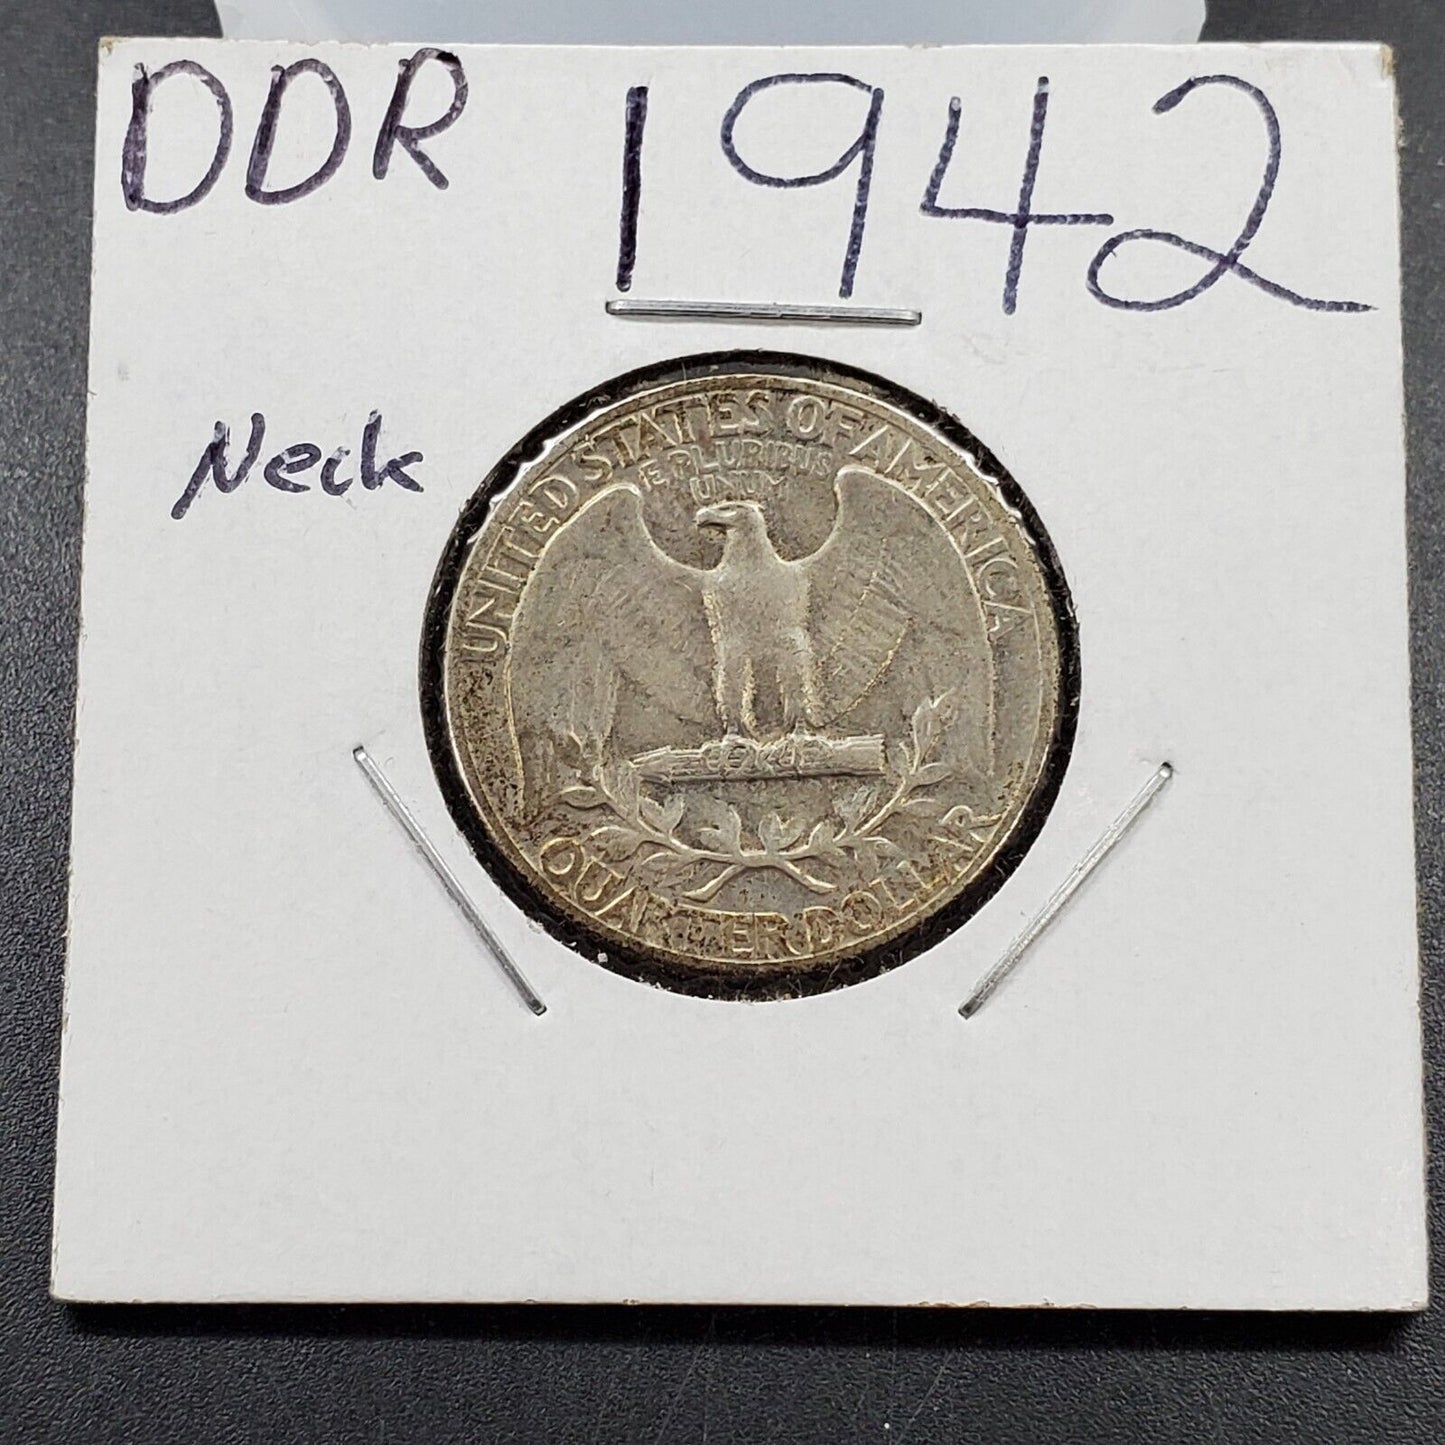 DDR 1942
Neck
UNITED STATES OF AMERICA
E PLURIBUS
UNUM
QUARTER DOLLAR